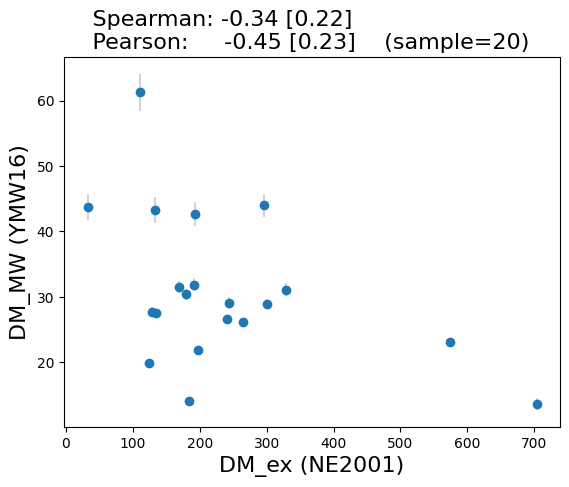 Spearman: -0.34 [0.22]
Pearson: -0.45 [0.23] (sample=20)
60
50
40
30
20
DM_MW (YMW16)
0 100 200 300 400 500 600 700
DM_ex (NE2001)